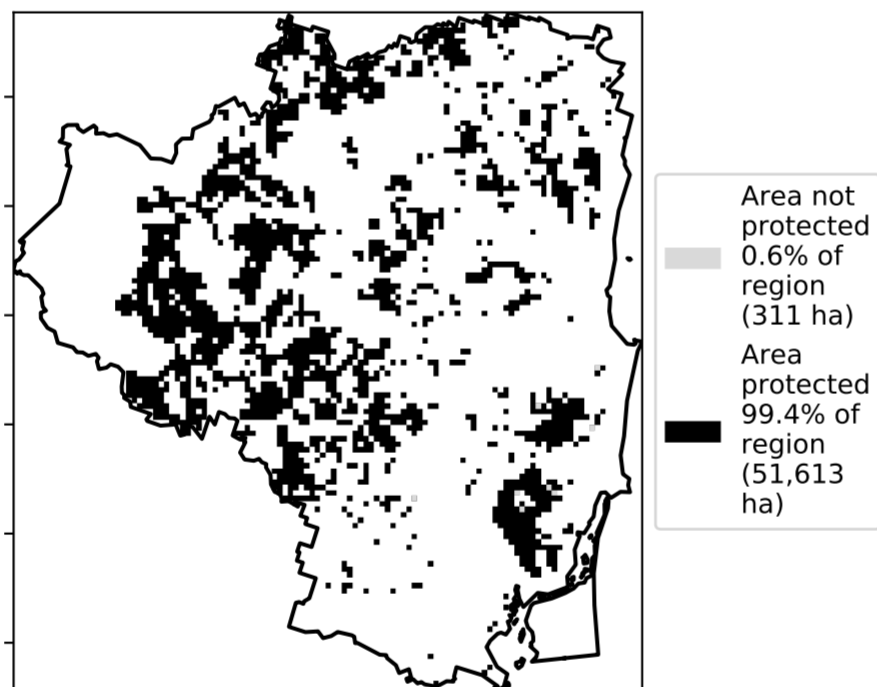 Area not
protected
0.6% of
region
(311 ha)
Area
protected
99.4% of
region
(51,613
ha)